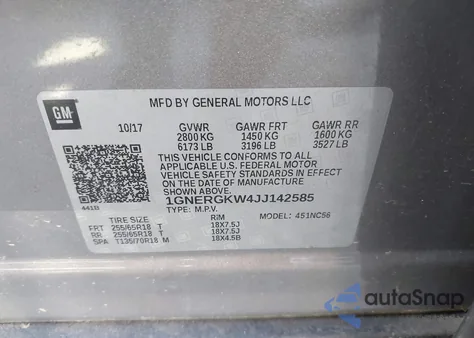 GM
MFD BY GENERAL MOTORS LLC
10/17 GVWR GAWR FRT GAWR RR
2800 KG 1450 KG 1600 KG
6173 LB 3196 LB 3527 LB
THIS VEHICLE CONFORMS TO ALL
APPLICABLE U.S. FEDERAL MOTOR
VEHICLE SAFETY STANDARDS IN EFFECT
ON THE DATE OF MANUFACTURE
SHOWN ABOVE.
1GNERGKW4JJ142585
TYPE: M.P.V. 451NC56
TIRE SIZE RIM
FRT 255/65R18 T 18X7.5J
RR 255/65R18 T 18X7.5J
SPA T135/70R18 M 18X4.5B
autoSnap